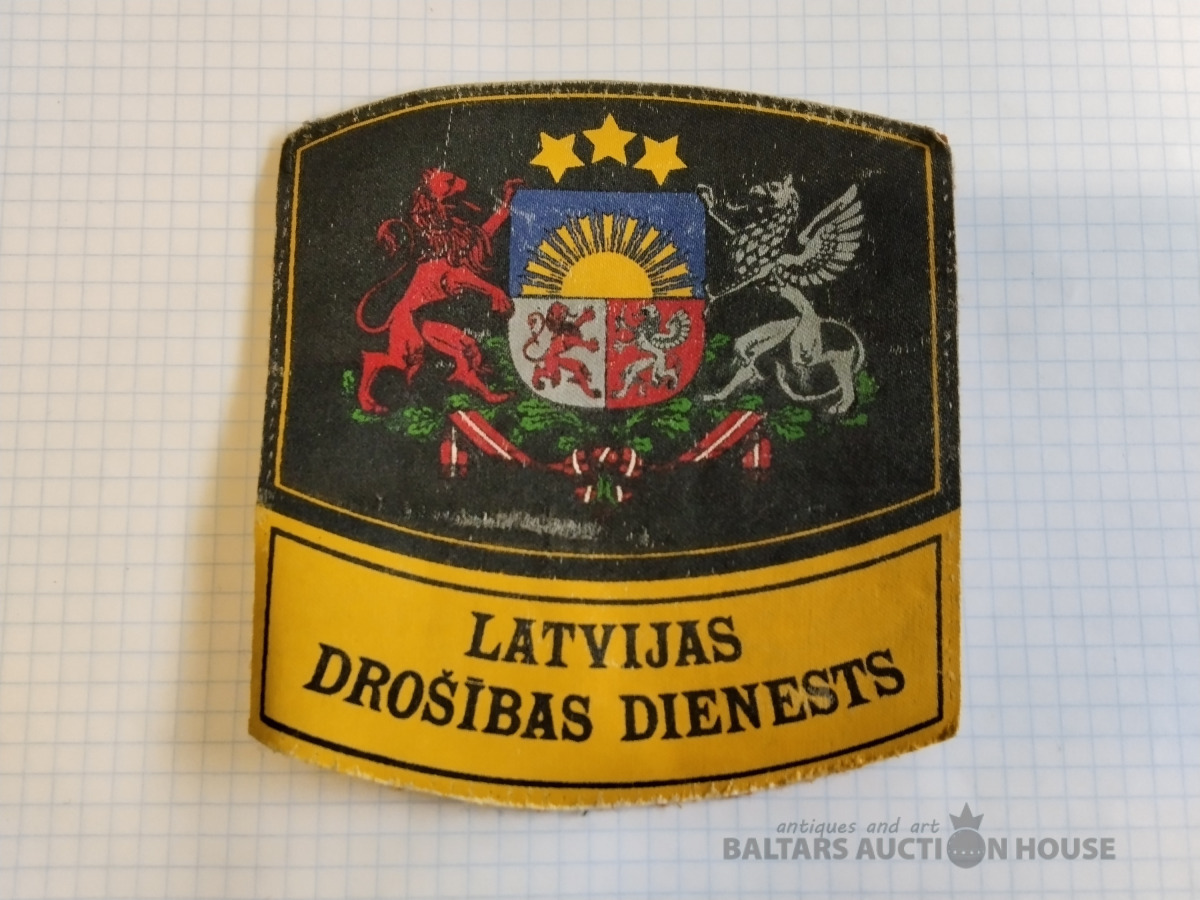 LATVIJAS
DROŠĪBAS DIENESTS
antiques and art
BALTARS AUCTION HOUSE